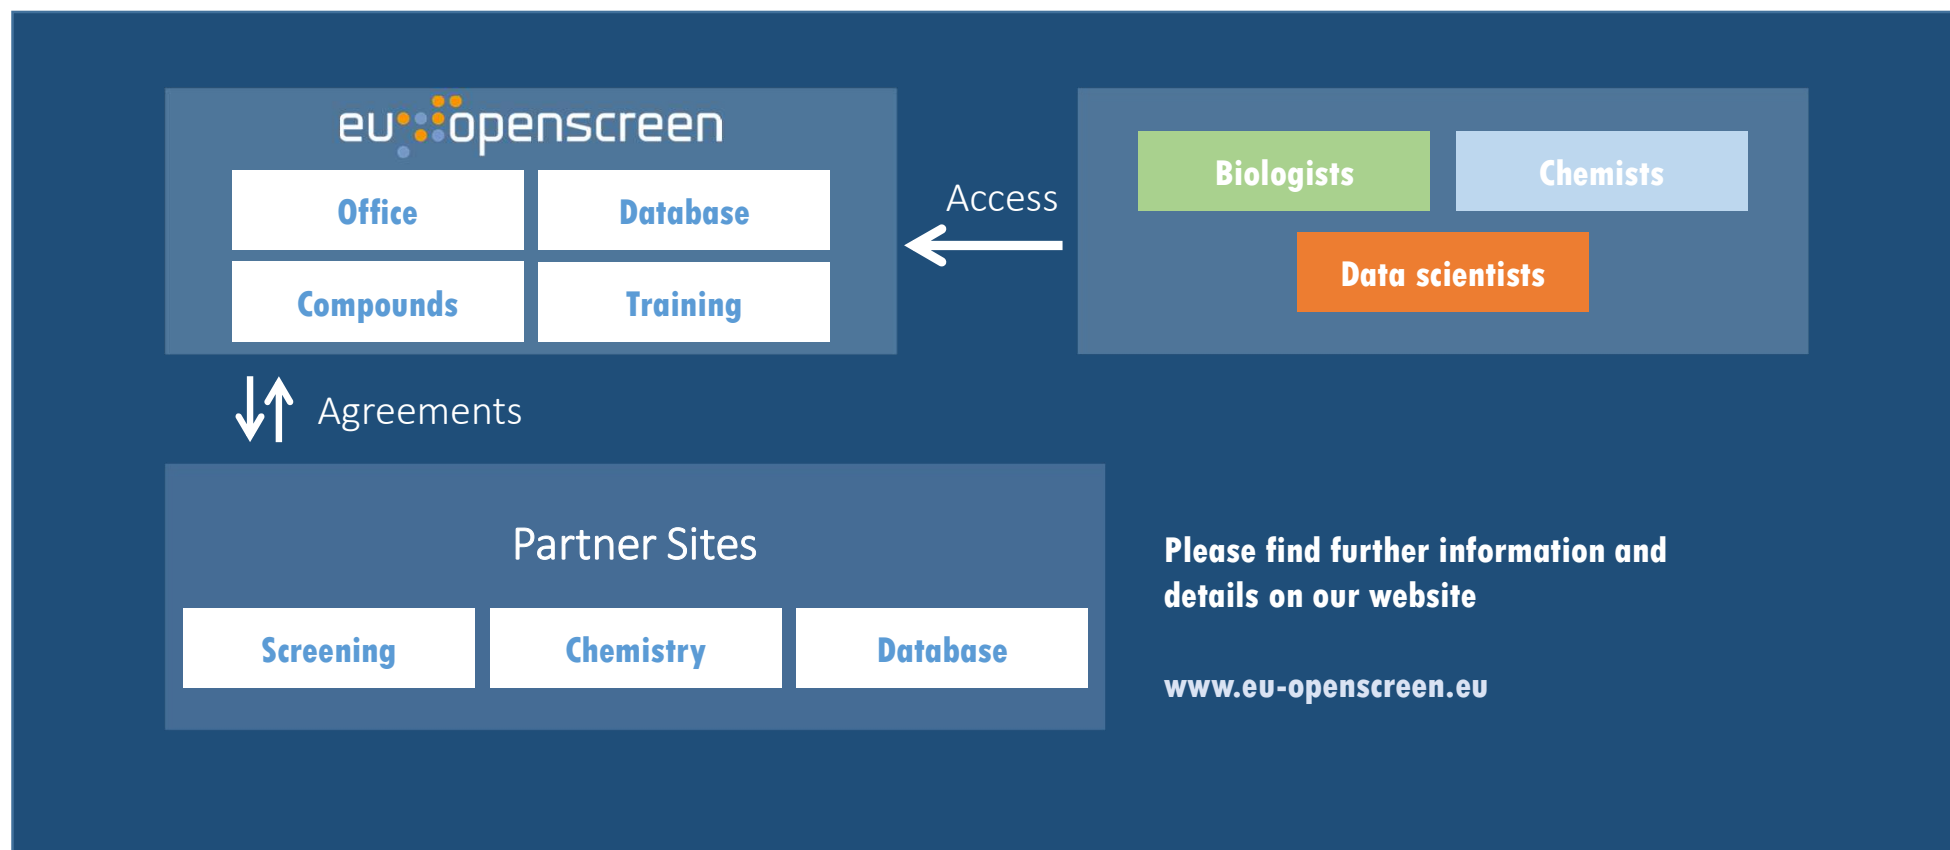 eu openscreen
Office
Database
Compounds
Training
Access
Biologists
Chemists
Data scientists
Agreements
Partner Sites
Screening
Chemistry
Database
Please find further information and
details on our website
www.eu-openscreen.eu